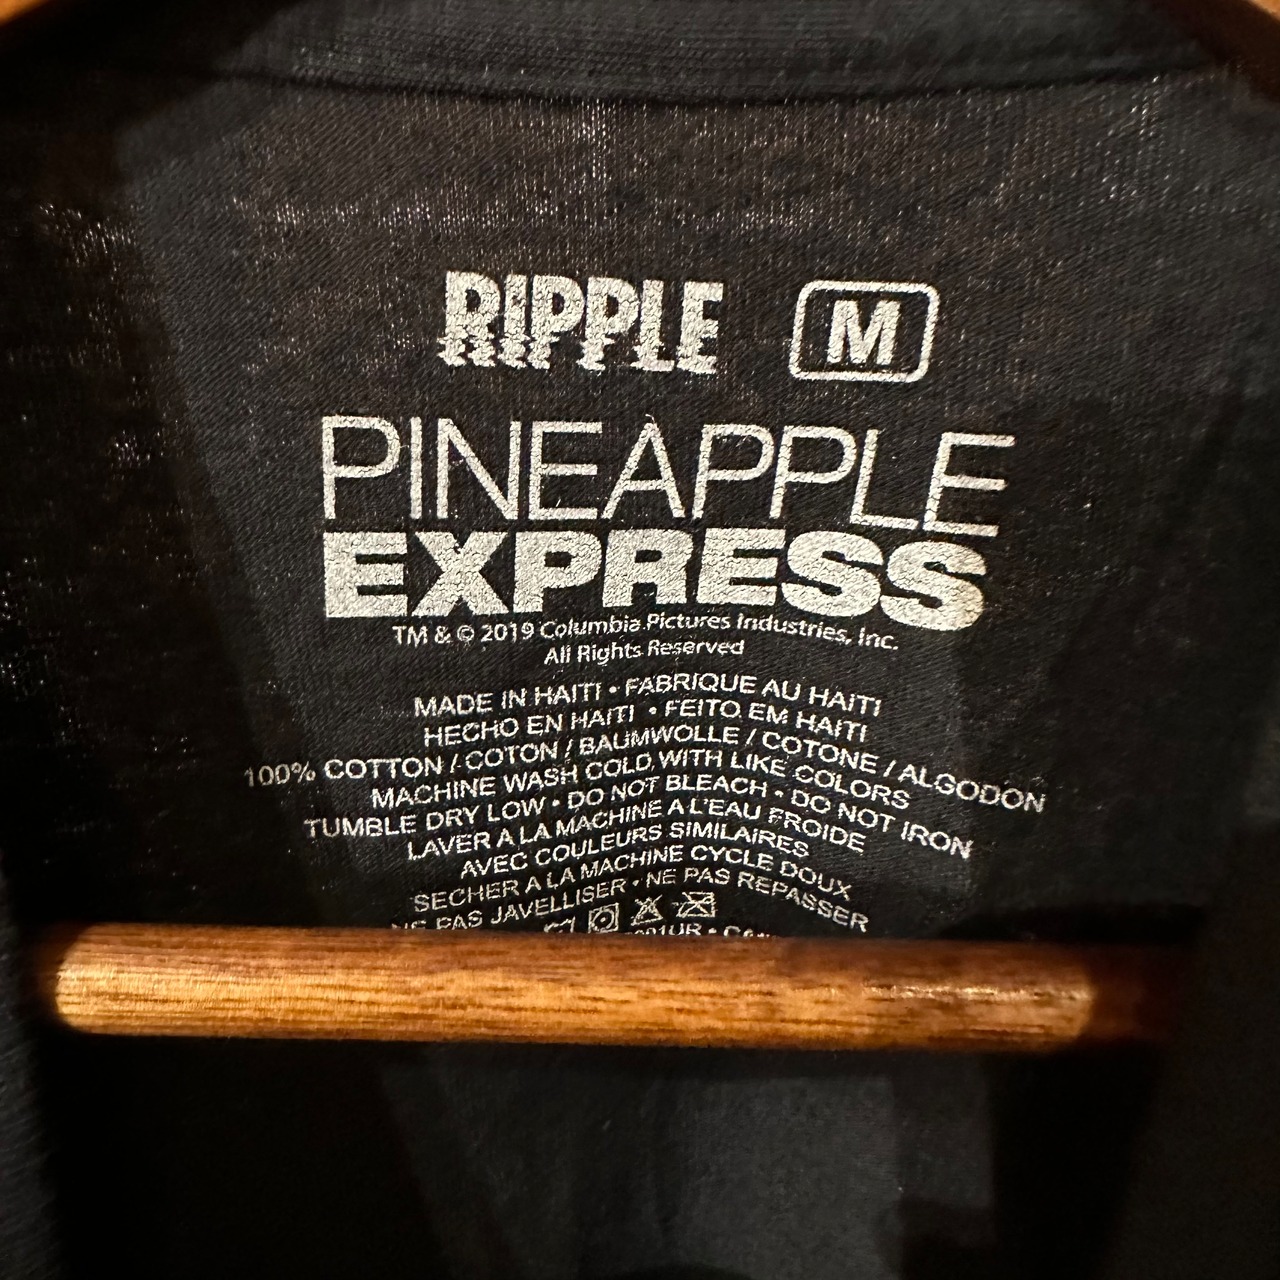 RIPPLE M
PINEAPPLE
EXPRESS
TM & © 2019 Columbia Pictures Industries, Inc.
All Rights Reserved
MADE IN HAITI • FABRIQUE AU HAITI
HECHO EN HAITI • FEITO EM HAITI
100% COTTON / COTON / BAUMWOLLE / COTONE / ALGODON
MACHINE WASH COLD WITH LIKE COLORS
TUMBLE DRY LOW • DO NOT BLEACH • DO NOT IRON
LAVER A LA MACHINE A L'EAU FROIDE
AVEC COULEURS SIMILAIRES
SECHER A LA MACHINE CYCLE DOUX
NE PAS JAVELLISER • NE PAS REPASSER